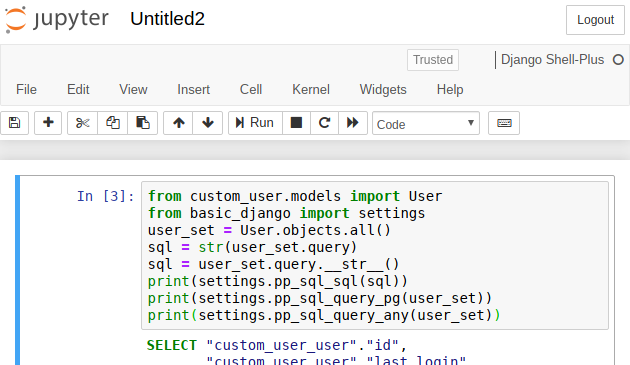 jupyter Untitled2
Logout
Trusted
Django Shell-Plus
File Edit View Insert Cell Kernel Widgets Help
Run Code
In [3]:
from custom_user.models import User
from basic_django import settings
user_set = User.objects.all()
sql = str(user_set.query)
sql = user_set.query.__str__()
print(settings.pp_sql_sql(sql))
print(settings.pp_sql_query_pg(user_set))
print(settings.pp_sql_query_any(user_set))
SELECT "custom_user_user"."id",
"custom_user_user"."last_login"